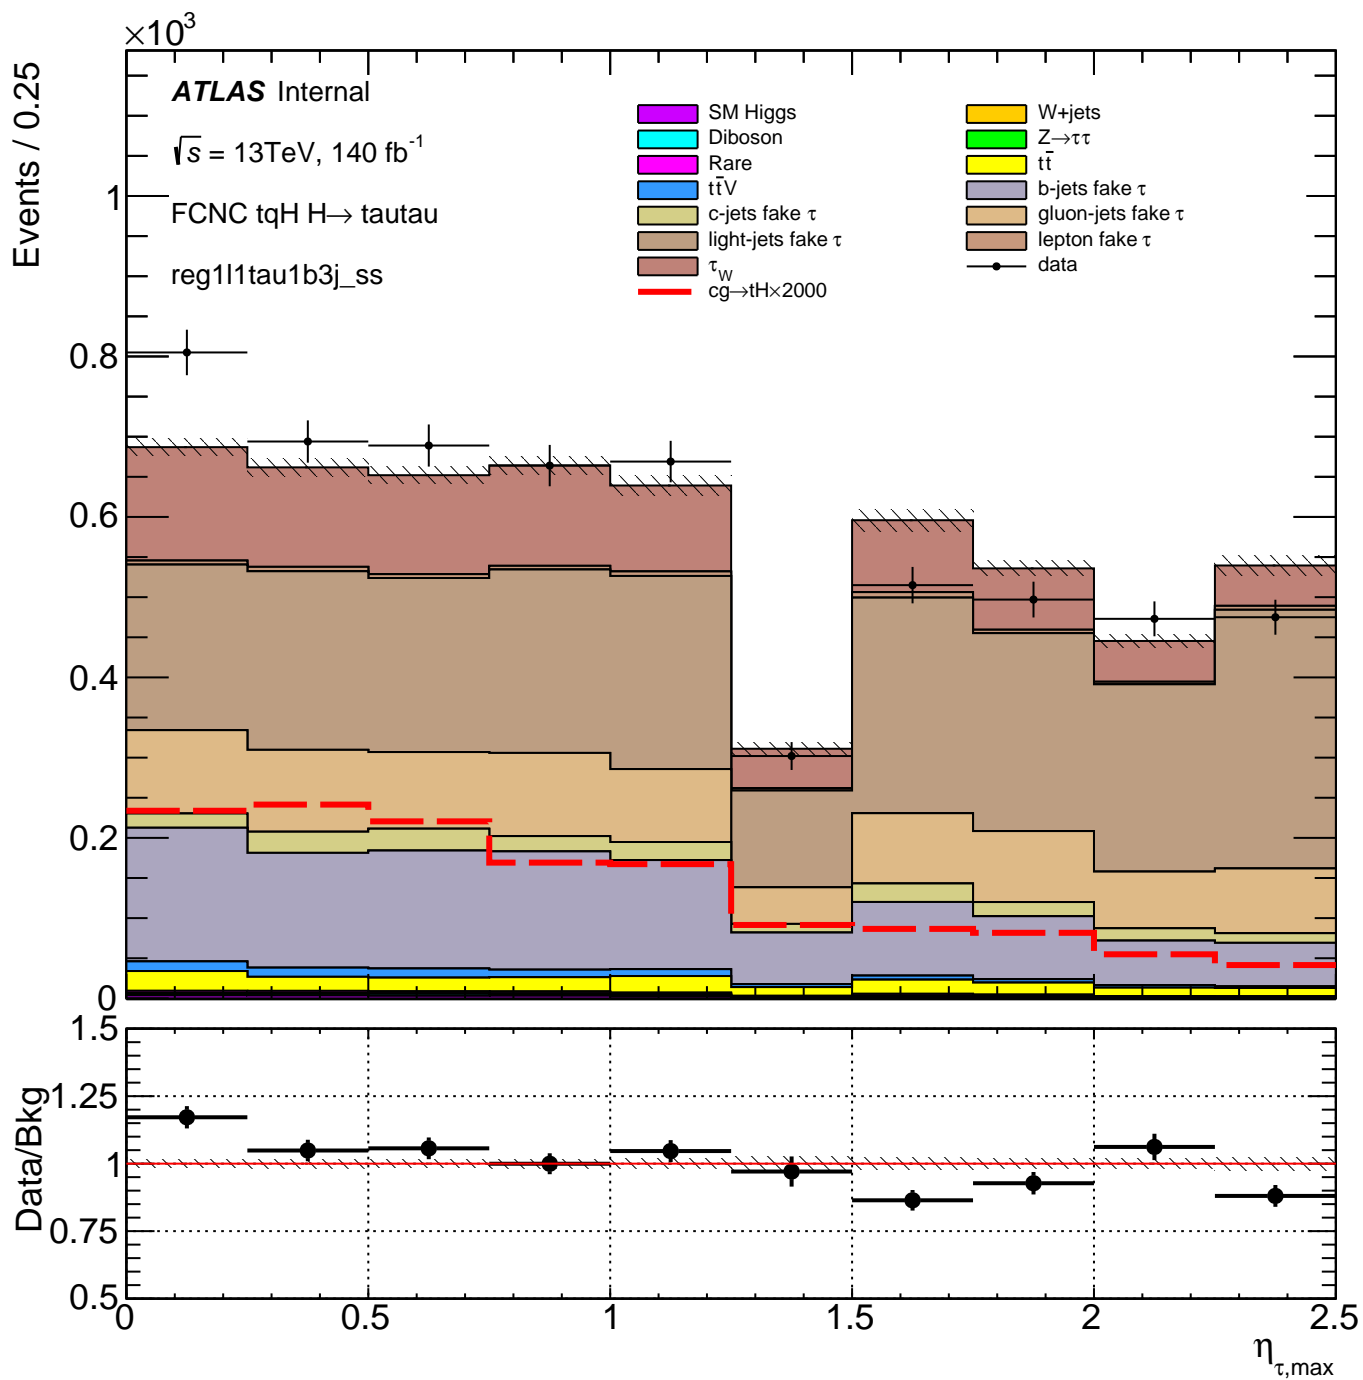 ×10³
Events / 0.25
ATLAS Internal
√s = 13TeV, 140 fb⁻¹
FCNC tqH H→ tautau
reg1l1tau1b3j_ss
SM Higgs
Diboson
Rare
tt̄V
c-jets fake τ
light-jets fake τ
τ_W
cg→tH×2000
W+jets
Z→ττ
tt̄
b-jets fake τ
gluon-jets fake τ
lepton fake τ
data
1
0.8
0.6
0.4
0.2
0
Data/Bkg
1.5
1.25
1
0.75
0.5
0 0.5 1 1.5 2 2.5
η_τ,max